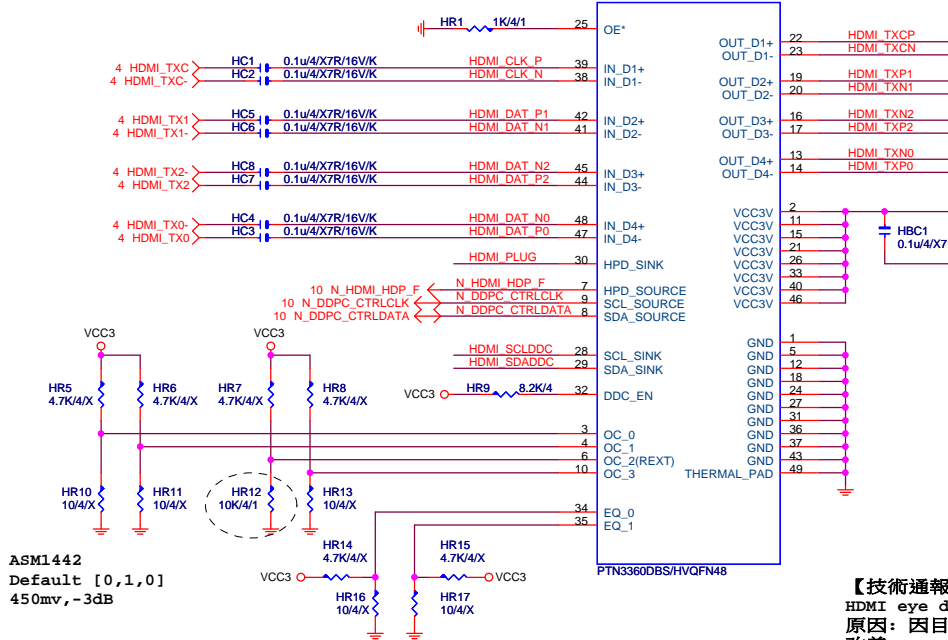 HR1 1K/4/1 25 OE*
OUT_D1+ 22 HDMI_TXCP
OUT_D1- 23 HDMI_TXCN
4 HDMI_TXC HC1 0.1u/4/X7R/16V/K HDMI_CLK_P 39 IN_D1+
4 HDMI_TXC- HC2 0.1u/4/X7R/16V/K HDMI_CLK_N 38 IN_D1-
OUT_D2+ 19 HDMI_TXP1
OUT_D2- 20 HDMI_TXN1
4 HDMI_TX1 HC5 0.1u/4/X7R/16V/K HDMI_DAT_P1 42 IN_D2+
4 HDMI_TX1- HC6 0.1u/4/X7R/16V/K HDMI_DAT_N1 41 IN_D2-
OUT_D3+ 16 HDMI_TXN2
OUT_D3- 17 HDMI_TXP2
4 HDMI_TX2- HC8 0.1u/4/X7R/16V/K HDMI_DAT_N2 45 IN_D3+
4 HDMI_TX2 HC7 0.1u/4/X7R/16V/K HDMI_DAT_P2 44 IN_D3-
OUT_D4+ 13 HDMI_TXN0
OUT_D4- 14 HDMI_TXP0
4 HDMI_TX0- HC4 0.1u/4/X7R/16V/K HDMI_DAT_N0 48 IN_D4+
4 HDMI_TX0 HC3 0.1u/4/X7R/16V/K HDMI_DAT_P0 47 IN_D4-
VCC3V 2
VCC3V 11
VCC3V 15
VCC3V 21
VCC3V 26
VCC3V 33
VCC3V 40
VCC3V 46
HBC1
0.1u/4/X7
HDMI_PLUG 30 HPD_SINK
10 N_HDMI_HDP_F N_HDMI_HDP_F 7 HPD_SOURCE
10 N_DDPC_CTRLCLK N_DDPC_CTRLCLK 9 SCL_SOURCE
10 N_DDPC_CTRLDATA N_DDPC_CTRLDATA 8 SDA_SOURCE
HDMI_SCLDDC 28 SCL_SINK
HDMI_SDADDC 29 SDA_SINK
VCC3 HR9 8.2K/4 32 DDC_EN
GND 1
GND 5
GND 12
GND 18
GND 24
GND 27
GND 31
GND 36
GND 37
GND 43
THERMAL_PAD 49
VCC3 VCC3
HR5
4.7K/4/X
HR6
4.7K/4/X
HR7
4.7K/4/X
HR8
4.7K/4/X
3 OC_0
4 OC_1
6 OC_2(REXT)
10 OC_3
HR10
10/4/X
HR11
10/4/X
HR12
10K/4/1
HR13
10/4/X
34 EQ_0
35 EQ_1
VCC3 HR14
4.7K/4/X
HR15
4.7K/4/X
VCC3
HR16
10/4/X
HR17
10/4/X
PTN3360DBS/HVQFN48
ASM1442
Default [0,1,0]
450mv,-3dB
【技術通報
HDMI eye d
原因: 因目